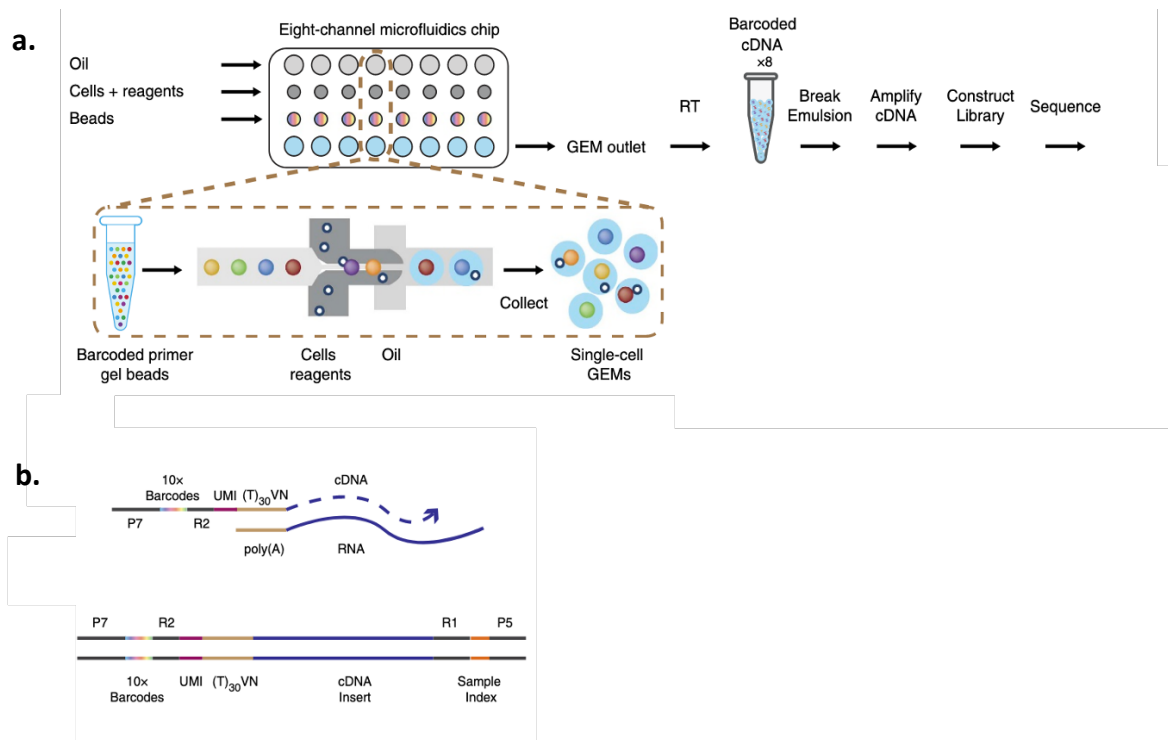 a.
Eight-channel microfluidics chip
Oil
Cells + reagents
Beads
GEM outlet
RT
Barcoded
cDNA
×8
Break
Emulsion
Amplify
cDNA
Construct
Library
Sequence
Collect
Barcoded primer
gel beads
Cells
reagents
Oil
Single-cell
GEMs
b.
10×
Barcodes
UMI
(T)30VN
cDNA
P7
R2
poly(A)
RNA
P7
R2
R1
P5
10×
Barcodes
UMI
(T)30VN
cDNA
Insert
Sample
Index